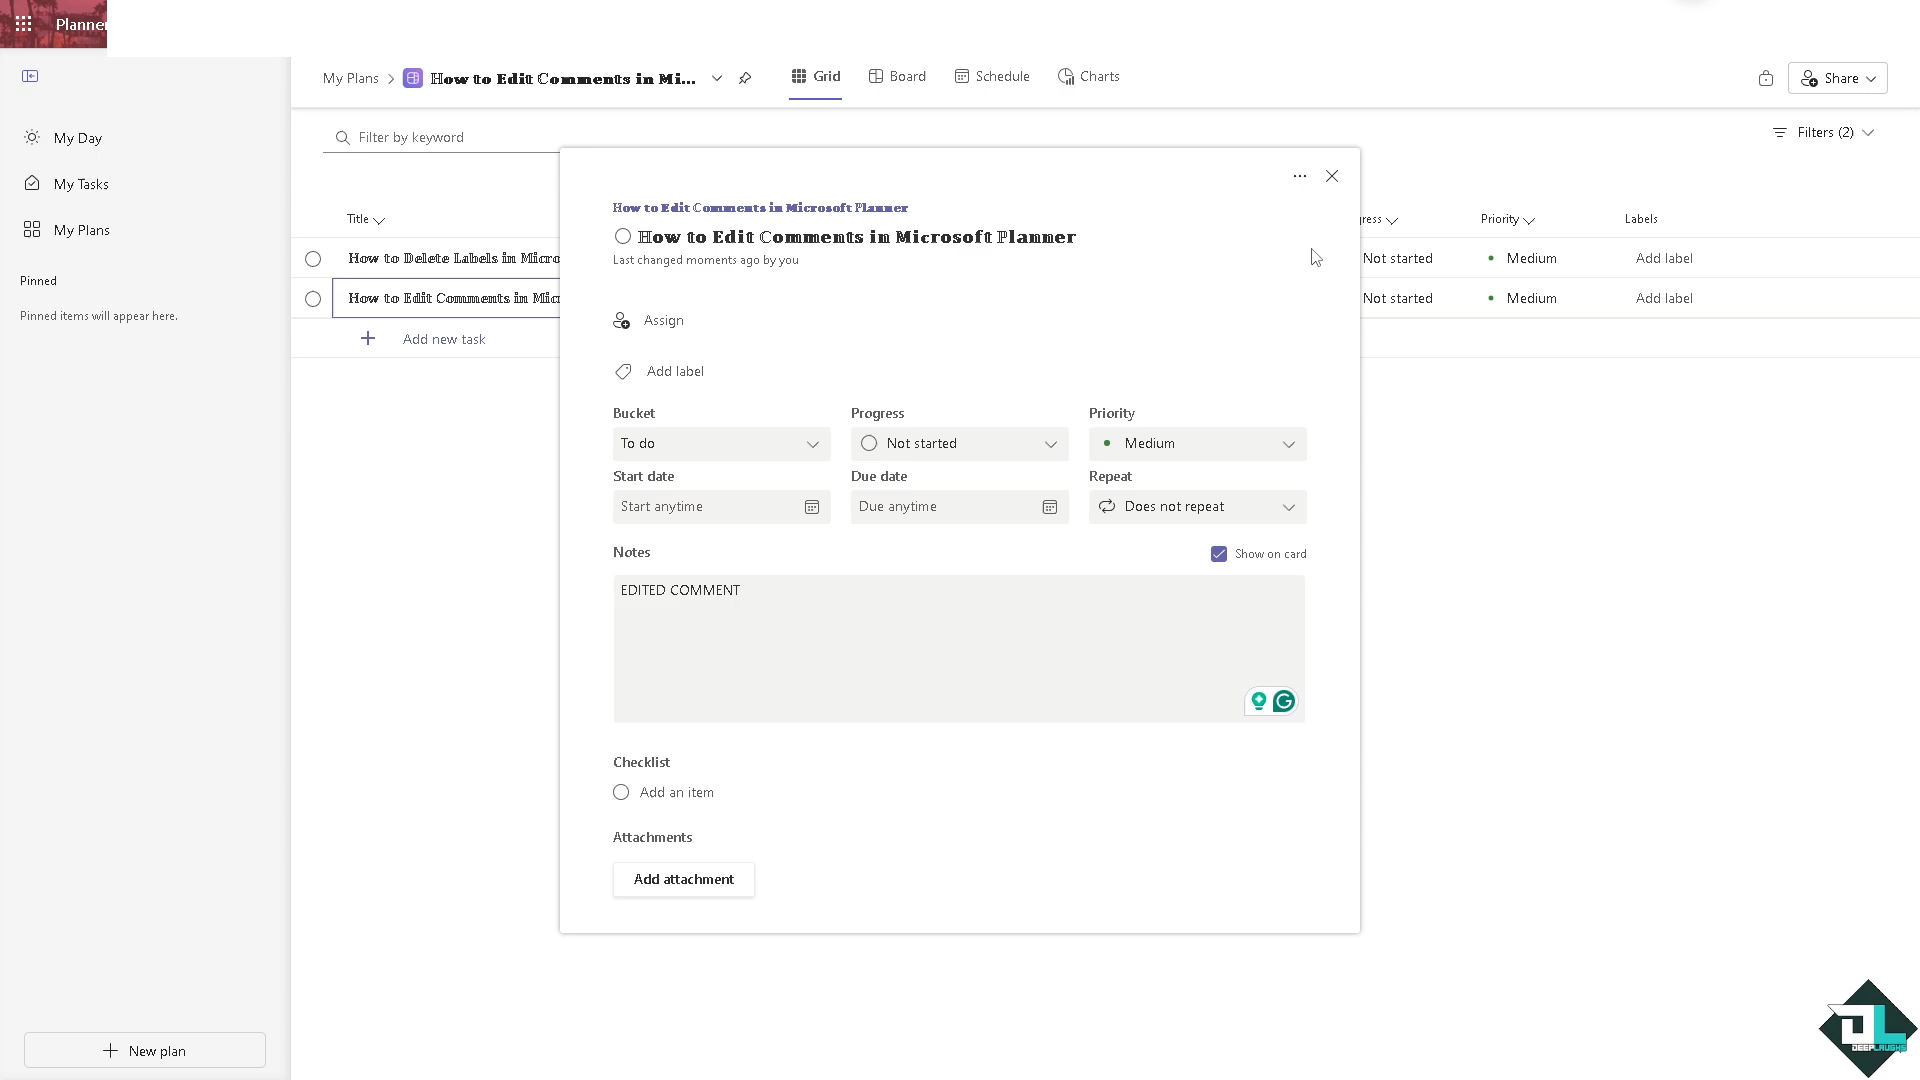 Planner
My Plans > How to Edit Comments in Mi...
Grid
Board
Schedule
Charts
Share
My Day
My Tasks
My Plans
Pinned
Pinned items will appear here.
New plan
Filter by keyword
Filters (2)
Title
Priority
Labels
How to Delete Labels in Micro
Not started
Medium
Add label
How to Edit Comments in Micr
Not started
Medium
Add label
Add new task
How to Edit Comments in Microsoft Planner
How to Edit Comments in Microsoft Planner
Last changed moments ago by you
Assign
Add label
Bucket
Progress
Priority
To do
Not started
Medium
Start date
Due date
Repeat
Start anytime
Due anytime
Does not repeat
Notes
Show on card
EDITED COMMENT
Checklist
Add an item
Attachments
Add attachment
DEEPLAUGHS